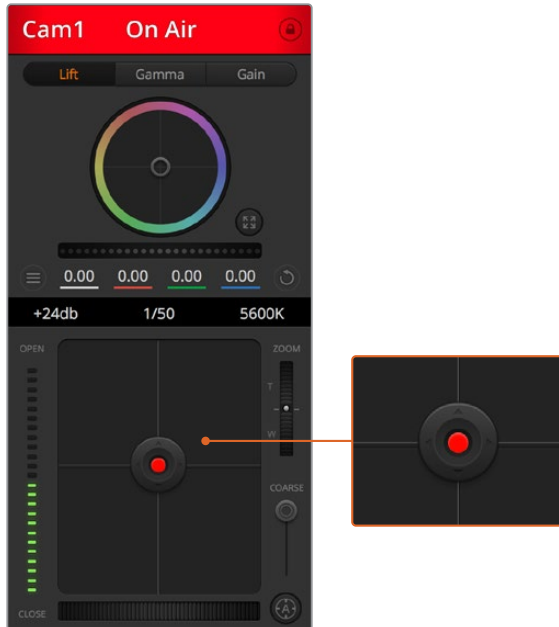 Cam1 On Air
Lift Gamma Gain
0.00 0.00 0.00 0.00
+24db 1/50 5600K
OPEN ZOOM
T
W
COARSE
CLOSE A